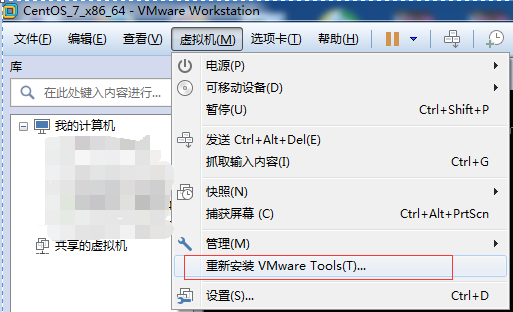 CentOS_7_x86_64 - VMware Workstation
文件(F) 编辑(E) 查看(V) 虚拟机(M) 选项卡(T) 帮助(H)
库
在此处键入内容进行...
我的计算机
共享的虚拟机
电源(P)
可移动设备(D)
暂停(U) Ctrl+Shift+P
发送 Ctrl+Alt+Del(E)
抓取输入内容(I) Ctrl+G
快照(N)
捕获屏幕 (C) Ctrl+Alt+PrtScn
管理(M)
重新安装 VMware Tools(T)...
设置(S)... Ctrl+D